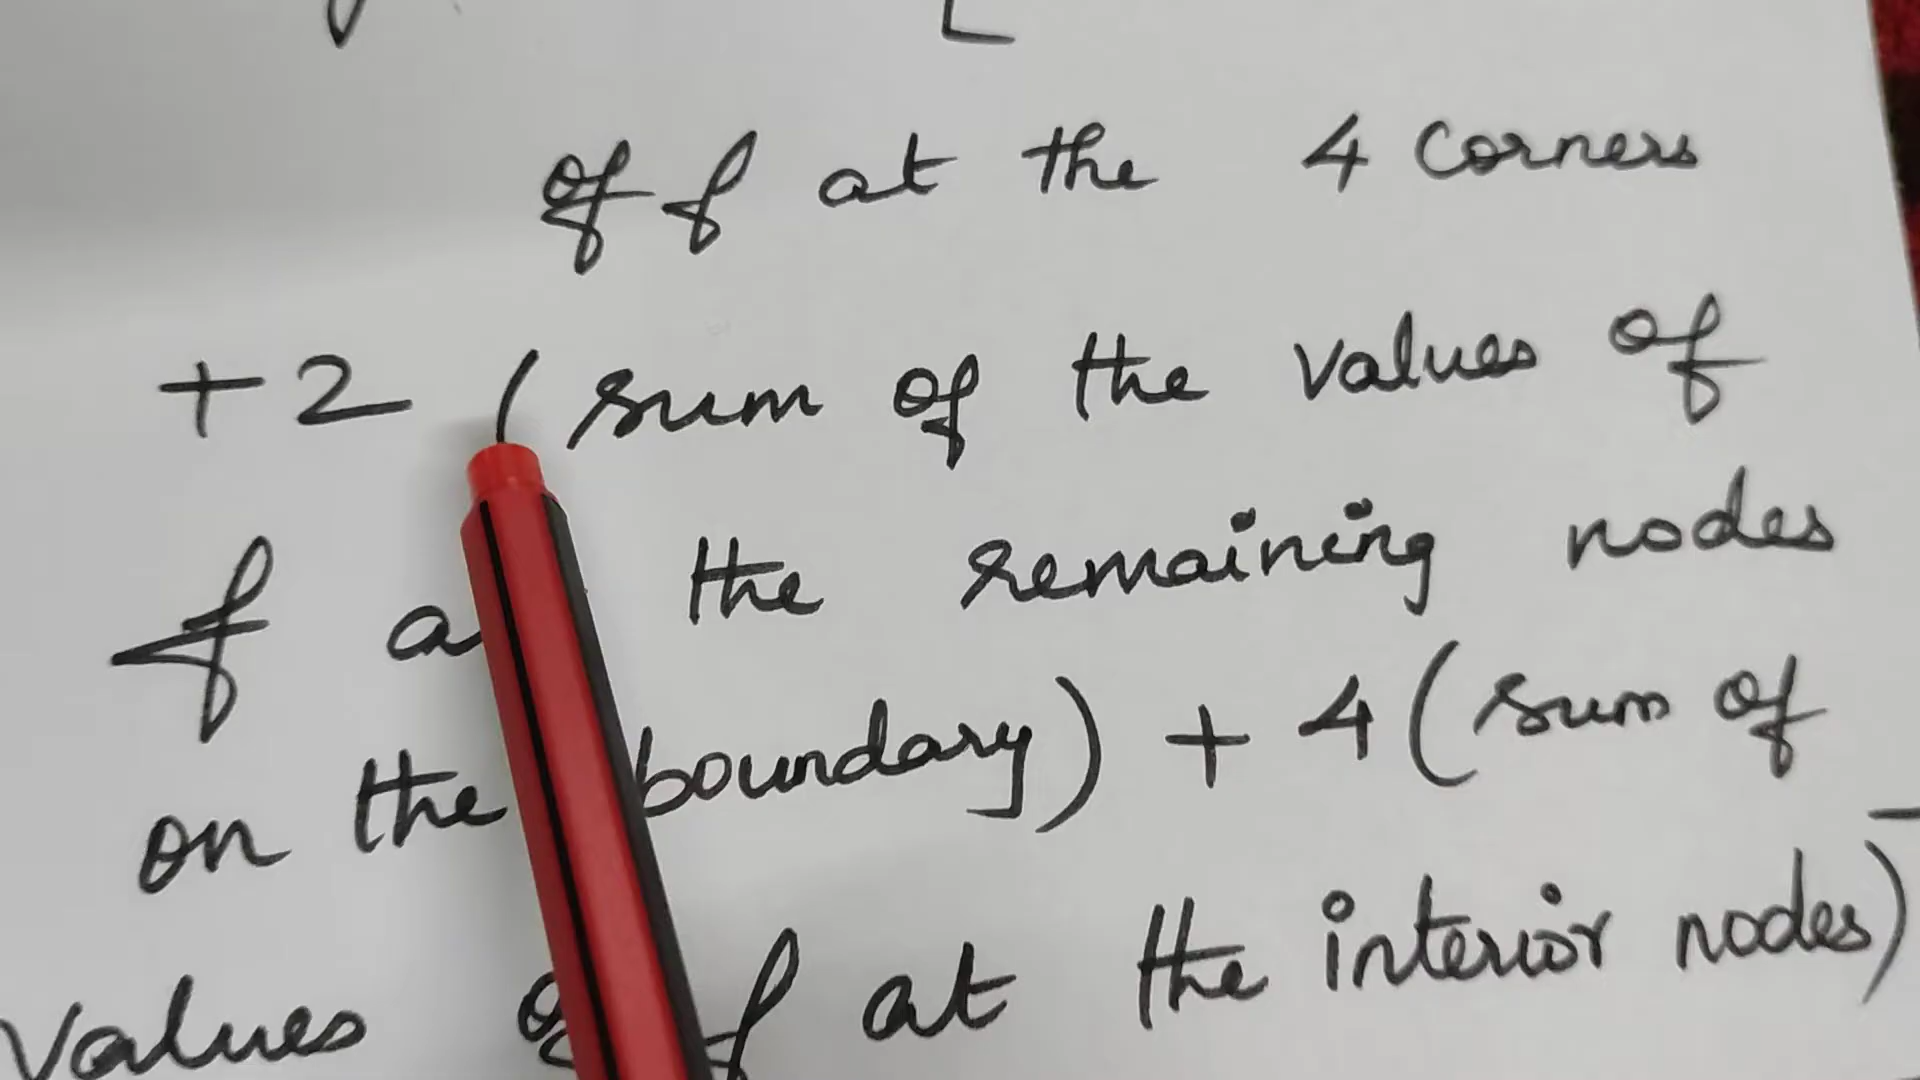 of f at the 4 corners
+2 (sum of the values of
f the remaining nodes
on the boundary) + 4 (sum of
values f at the interior nodes)